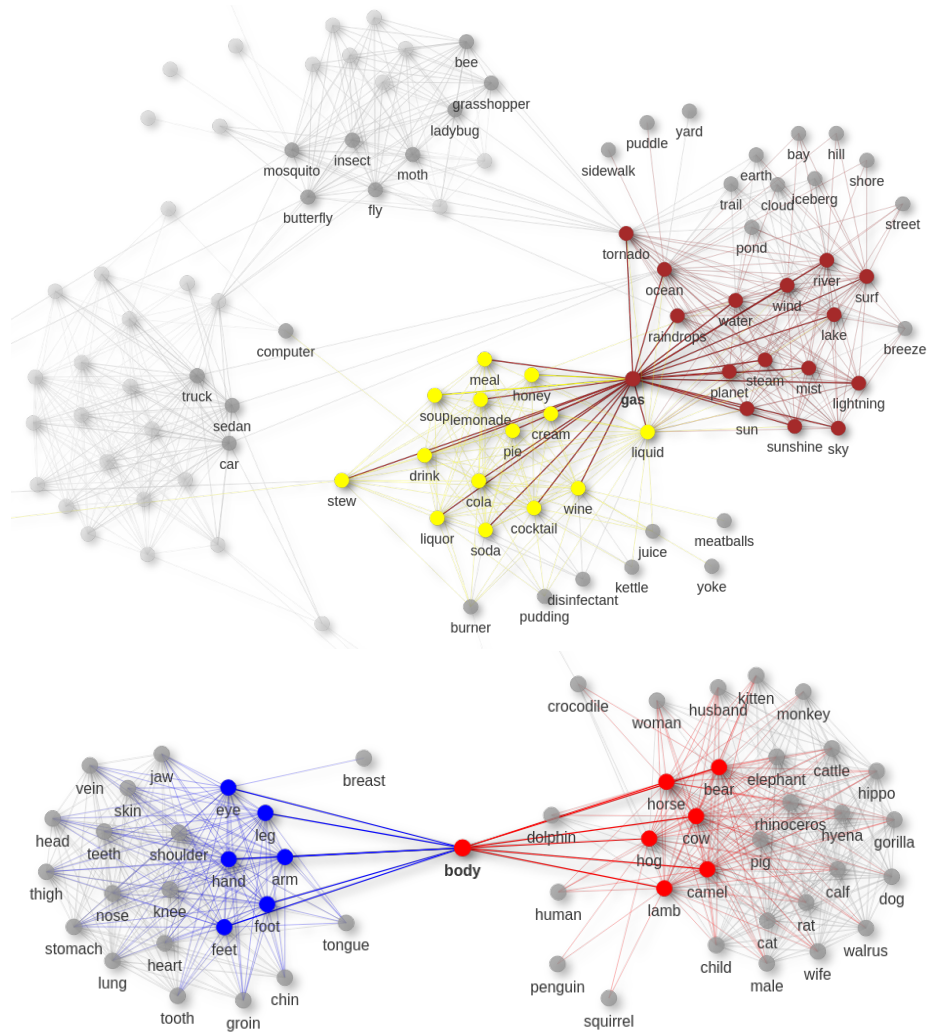 bee
grasshopper
ladybug
insect
mosquito
moth
fly
butterfly
puddle
yard
sidewalk
bay
hill
earth
shore
trail
cloud
iceberg
street
pond
tornado
ocean
river
wind
surf
water
raindrops
lake
breeze
computer
meal
honey
truck
gas
steam
planet
mist
lightning
soup
lemonade
sedan
cream
sun
sunshine
sky
car
pie
liquid
drink
stew
cola
wine
liquor
cocktail
soda
juice
meatballs
kettle
yoke
disinfectant
pudding
burner
crocodile
woman
husband
kitten
monkey
jaw
breast
vein
skin
eye
horse
bear
elephant
cattle
hippo
head
leg
teeth
shoulder
dolphin
cow
rhinoceros
hyena
gorilla
hog
pig
hand
arm
body
thigh
camel
calf
dog
nose
knee
foot
lamb
human
rat
stomach
feet
tongue
cat
walrus
heart
lung
child
wife
chin
male
penguin
tooth
groin
squirrel